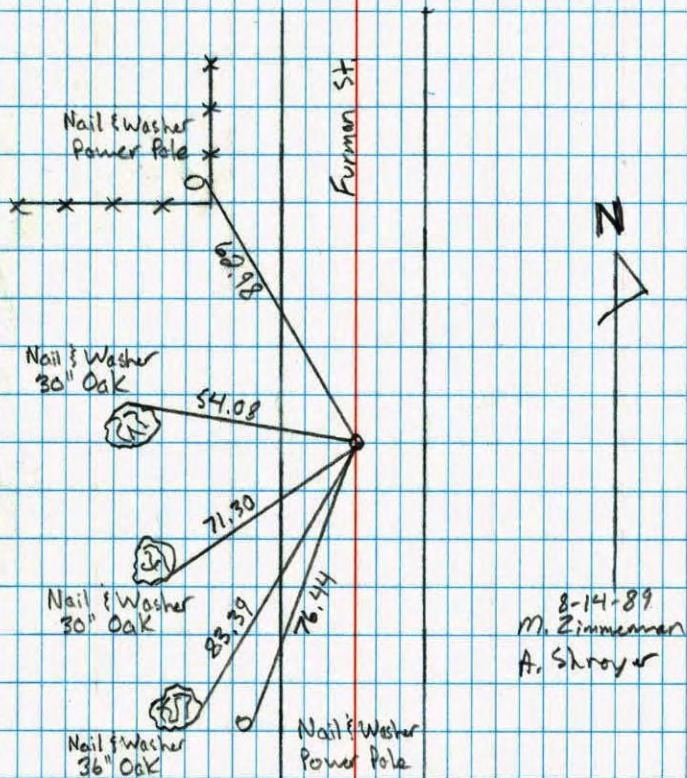 Furman St.
Nail & Washer
Power Pole
N
62.98
Nail & Washer
30" Oak
54.08
71.30
Nail & Washer
30" Oak
83.39
76.44
8-14-89
M. Zimmerman
A. Shroyer
Nail & Washer
Power Pole
Nail & Washer
36" Oak